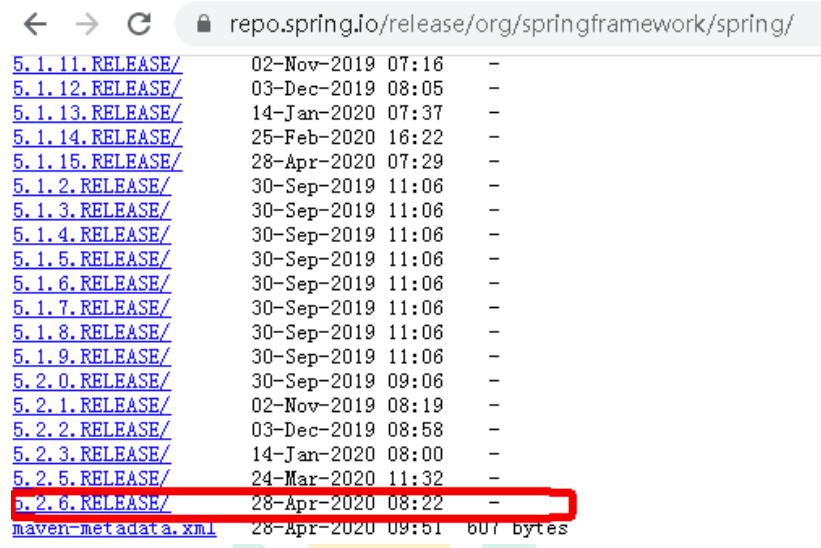 repo.spring.io/release/org/springframework/spring/
5.1.11.RELEASE/ 02-Nov-2019 07:16 -
5.1.12.RELEASE/ 03-Dec-2019 08:05 -
5.1.13.RELEASE/ 14-Jan-2020 07:37 -
5.1.14.RELEASE/ 25-Feb-2020 16:22 -
5.1.15.RELEASE/ 28-Apr-2020 07:29 -
5.1.2.RELEASE/ 30-Sep-2019 11:06 -
5.1.3.RELEASE/ 30-Sep-2019 11:06 -
5.1.4.RELEASE/ 30-Sep-2019 11:06 -
5.1.5.RELEASE/ 30-Sep-2019 11:06 -
5.1.6.RELEASE/ 30-Sep-2019 11:06 -
5.1.7.RELEASE/ 30-Sep-2019 11:06 -
5.1.8.RELEASE/ 30-Sep-2019 11:06 -
5.1.9.RELEASE/ 30-Sep-2019 11:06 -
5.2.0.RELEASE/ 30-Sep-2019 09:06 -
5.2.1.RELEASE/ 02-Nov-2019 08:19 -
5.2.2.RELEASE/ 03-Dec-2019 08:58 -
5.2.3.RELEASE/ 14-Jan-2020 08:00 -
5.2.5.RELEASE/ 24-Mar-2020 11:32 -
5.2.6.RELEASE/ 28-Apr-2020 08:22 -
maven-metadata.xml 28-Apr-2020 09:51 607 bytes